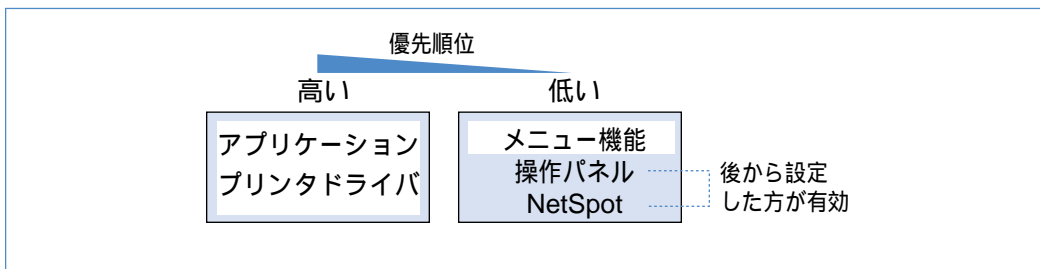 優先順位
高い
低い
アプリケーション
プリンタドライバ
メニュー機能
操作パネル
NetSpot
後から設定
した方が有効